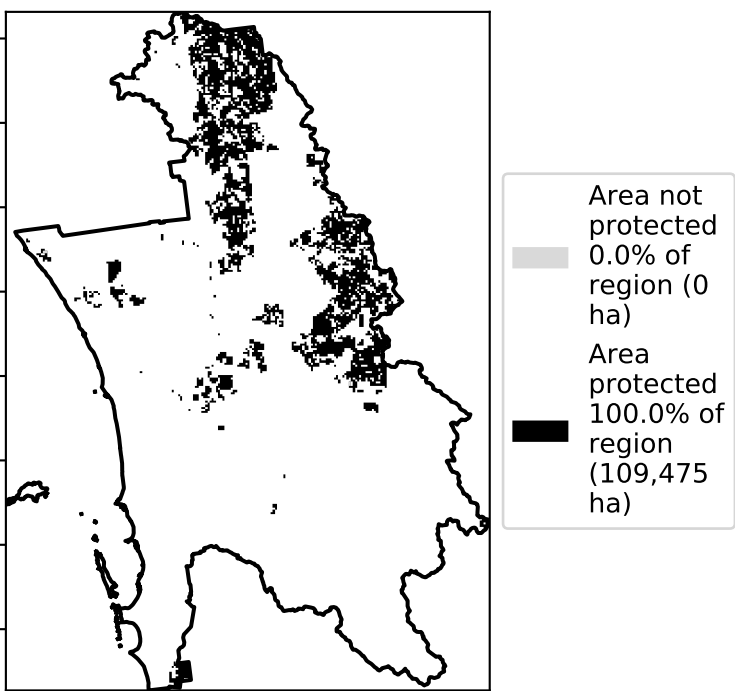 Area not
protected
0.0% of
region (0
ha)
Area
protected
100.0% of
region
(109,475
ha)